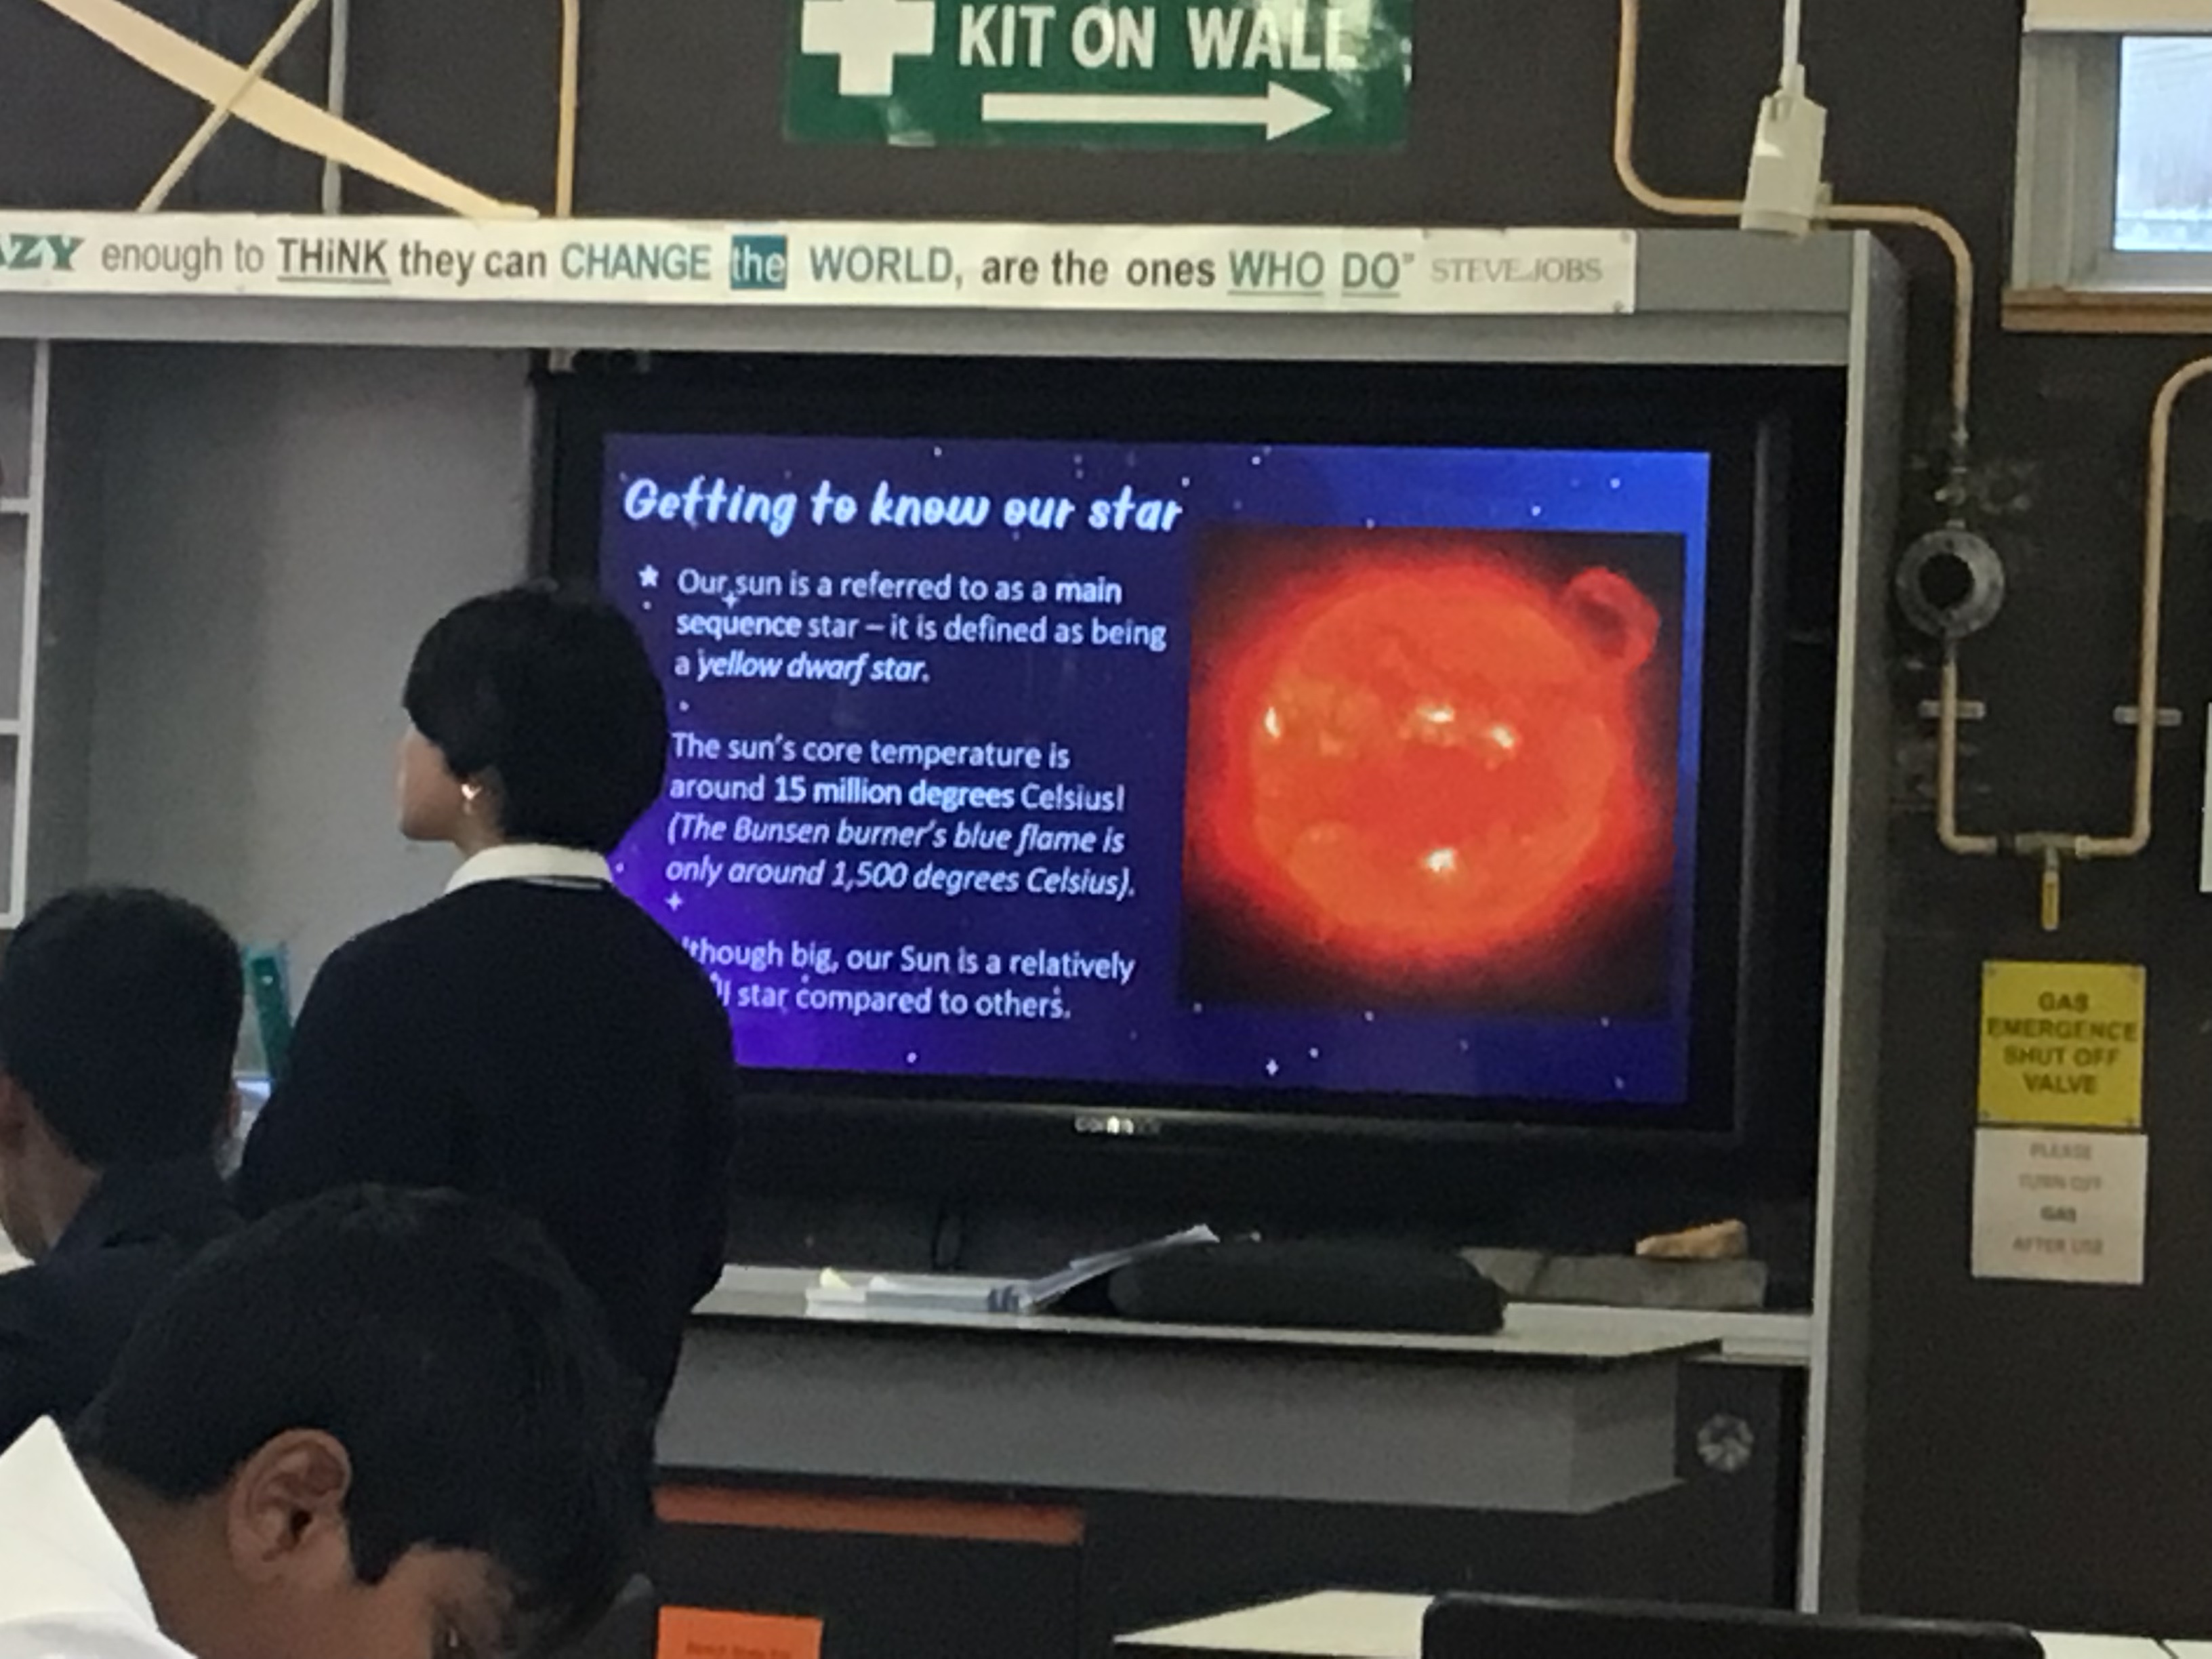 KIT ON WALL
enough to THiNK they can CHANGE the WORLD, are the ones WHO DO" STEVE JOBS
Getting to know our star
Our sun is a referred to as a main
sequence star – it is defined as being
a yellow dwarf star.
The sun's core temperature is
around 15 million degrees Celsius!
(The Bunsen burner's blue flame is
only around 1,500 degrees Celsius).
though big, our Sun is a relatively
star compared to others.
GAS
EMERGENCE
SHUT OFF
VALVE
PLEASE
TURN OFF
GAS
AFTER USE